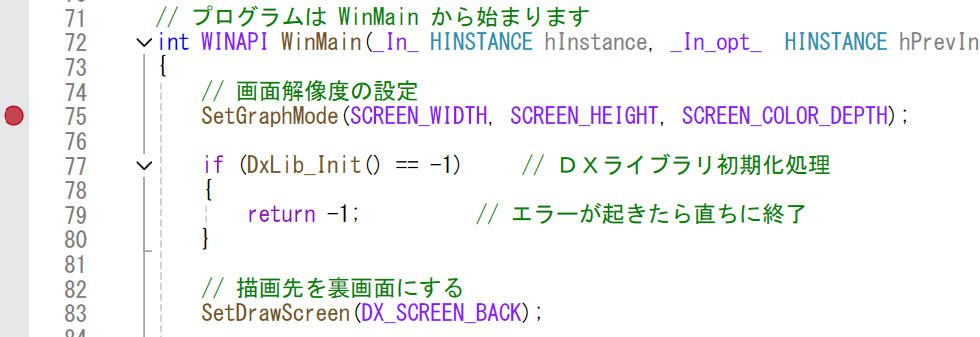 71 // プログラムは WinMain から始まります
72 int WINAPI WinMain(_In_ HINSTANCE hInstance, _In_opt_  HINSTANCE hPrevIn
73 {
74 // 画面解像度の設定
75 SetGraphMode(SCREEN_WIDTH, SCREEN_HEIGHT, SCREEN_COLOR_DEPTH);
76
77 if (DxLib_Init() == -1)     // ＤＸライブラリ初期化処理
78 {
79 return -1;          // エラーが起きたら直ちに終了
80 }
81
82 // 描画先を裏画面にする
83 SetDrawScreen(DX_SCREEN_BACK);